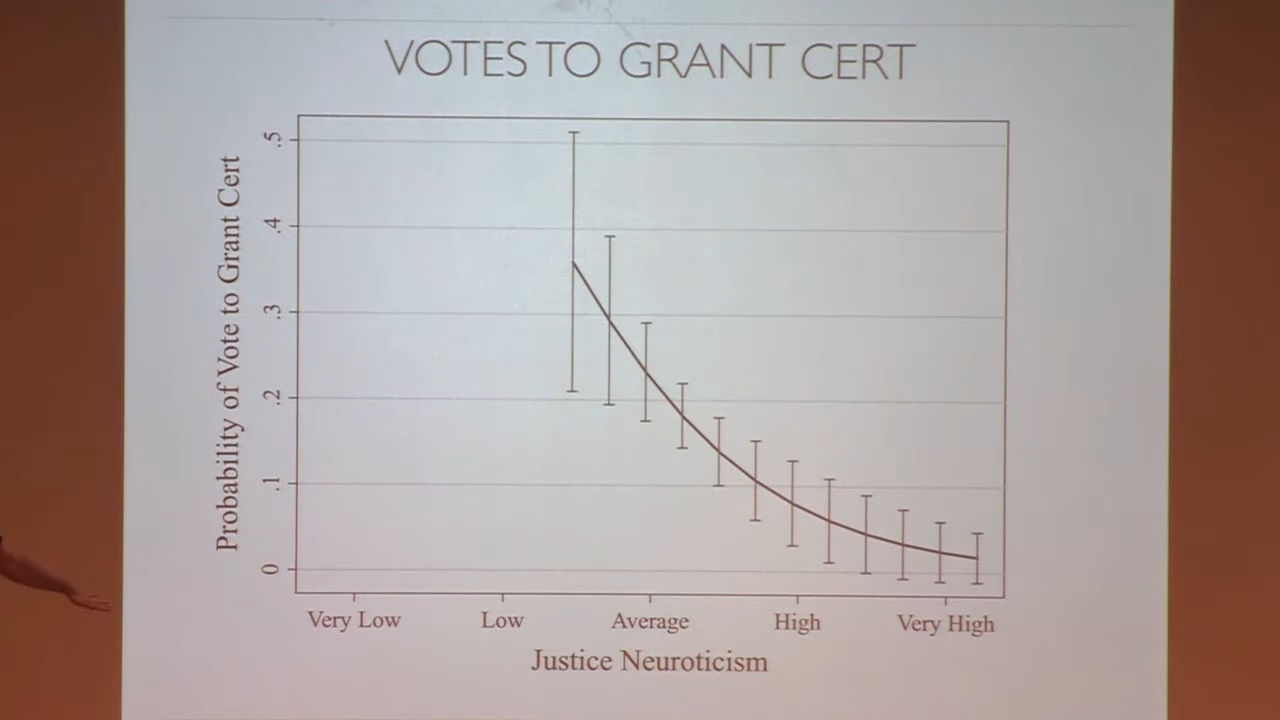 VOTES TO GRANT CERT
Probability of Vote to Grant Cert
.5
.4
.3
.2
.1
0
Very Low
Low
Average
High
Very High
Justice Neuroticism